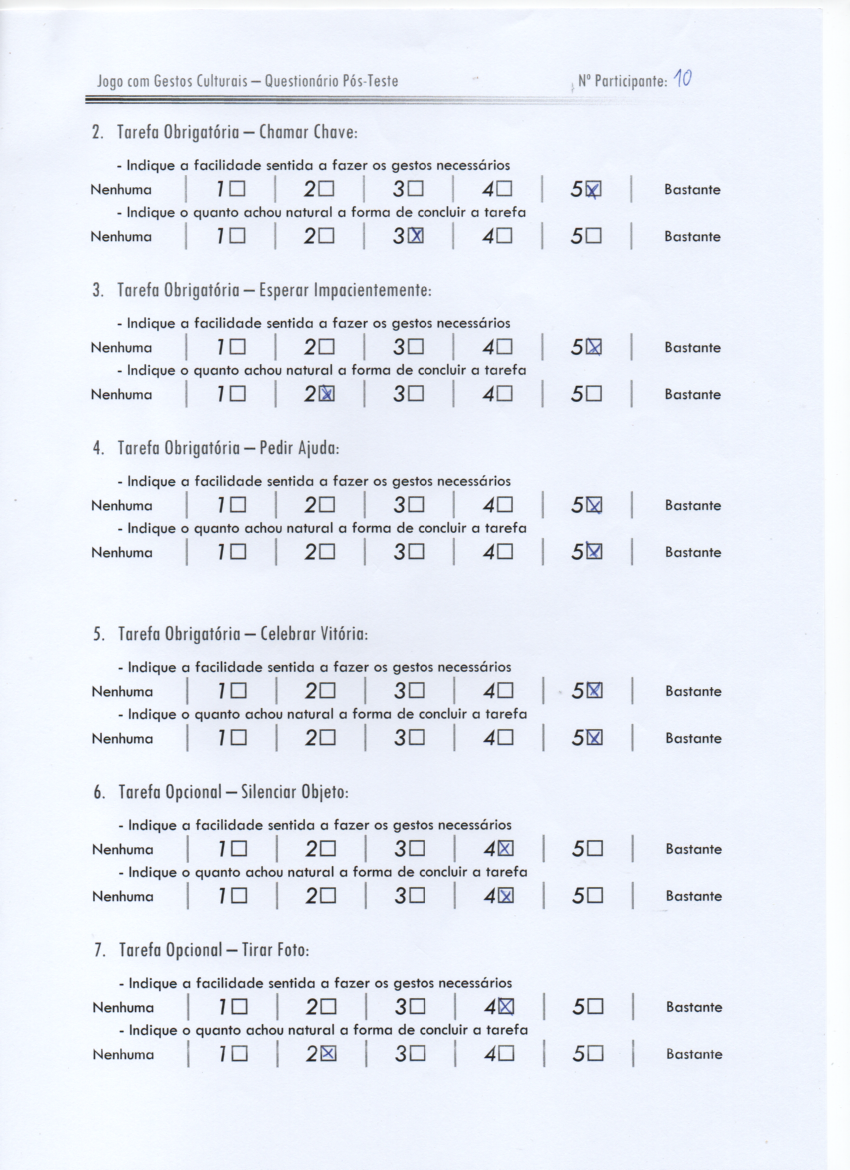 Jogo com Gestos Culturais – Questionário Pós-Teste Nº Participante: 10
2. Tarefa Obrigatória – Chamar Chave:
- Indique a facilidade sentida a fazer os gestos necessários
Nenhuma | 1☐ | 2☐ | 3☐ | 4☐ | 5☒ | Bastante
- Indique o quanto achou natural a forma de concluir a tarefa
Nenhuma | 1☐ | 2☐ | 3☒ | 4☐ | 5☐ | Bastante
3. Tarefa Obrigatória – Esperar Impacientemente:
- Indique a facilidade sentida a fazer os gestos necessários
Nenhuma | 1☐ | 2☐ | 3☐ | 4☐ | 5☒ | Bastante
- Indique o quanto achou natural a forma de concluir a tarefa
Nenhuma | 1☐ | 2☒ | 3☐ | 4☐ | 5☐ | Bastante
4. Tarefa Obrigatória – Pedir Ajuda:
- Indique a facilidade sentida a fazer os gestos necessários
Nenhuma | 1☐ | 2☐ | 3☐ | 4☐ | 5☒ | Bastante
- Indique o quanto achou natural a forma de concluir a tarefa
Nenhuma | 1☐ | 2☐ | 3☐ | 4☐ | 5☒ | Bastante
5. Tarefa Obrigatória – Celebrar Vitória:
- Indique a facilidade sentida a fazer os gestos necessários
Nenhuma | 1☐ | 2☐ | 3☐ | 4☐ | 5☒ | Bastante
- Indique o quanto achou natural a forma de concluir a tarefa
Nenhuma | 1☐ | 2☐ | 3☐ | 4☐ | 5☒ | Bastante
6. Tarefa Opcional – Silenciar Objeto:
- Indique a facilidade sentida a fazer os gestos necessários
Nenhuma | 1☐ | 2☐ | 3☐ | 4☒ | 5☐ | Bastante
- Indique o quanto achou natural a forma de concluir a tarefa
Nenhuma | 1☐ | 2☐ | 3☐ | 4☒ | 5☐ | Bastante
7. Tarefa Opcional – Tirar Foto:
- Indique a facilidade sentida a fazer os gestos necessários
Nenhuma | 1☐ | 2☐ | 3☐ | 4☒ | 5☐ | Bastante
- Indique o quanto achou natural a forma de concluir a tarefa
Nenhuma | 1☐ | 2☒ | 3☐ | 4☐ | 5☐ | Bastante